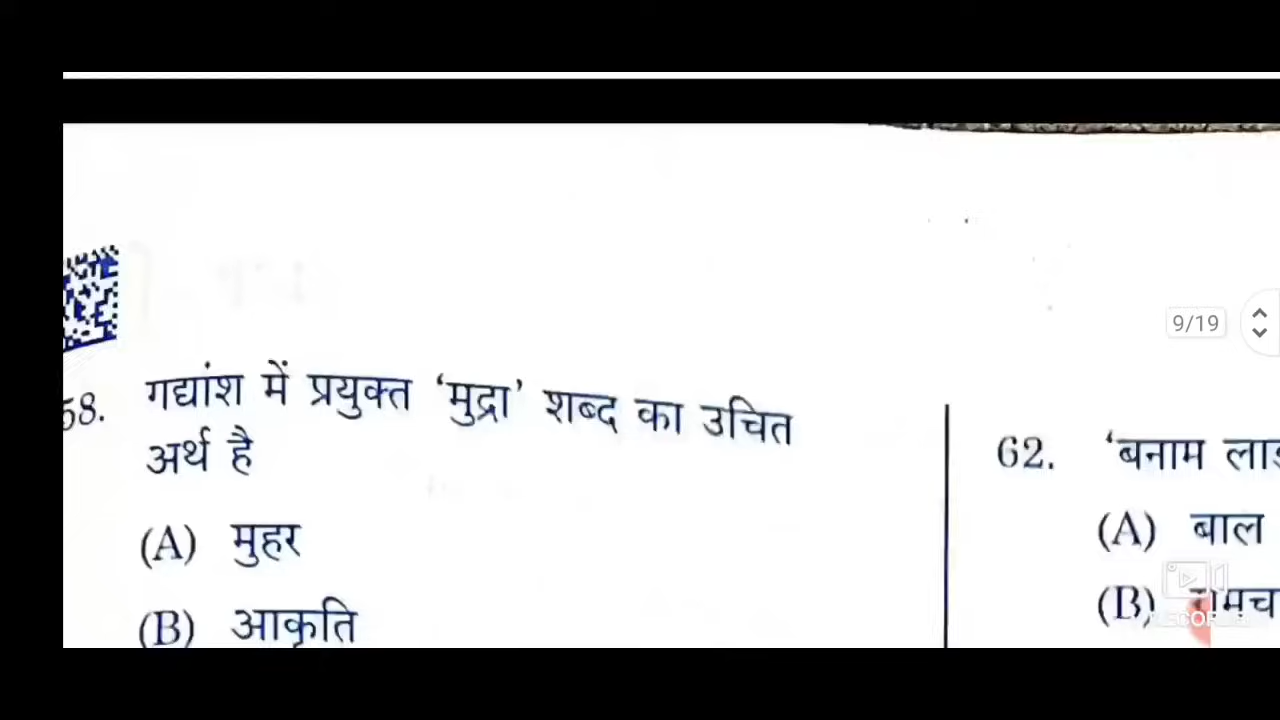 58. गद्यांश में प्रयुक्त ‘मुद्रा’ शब्द का उचित
अर्थ है
(A) मुहर
(B) आकृति
62. ‘बनाम
(A) बाल
(B)
9/19